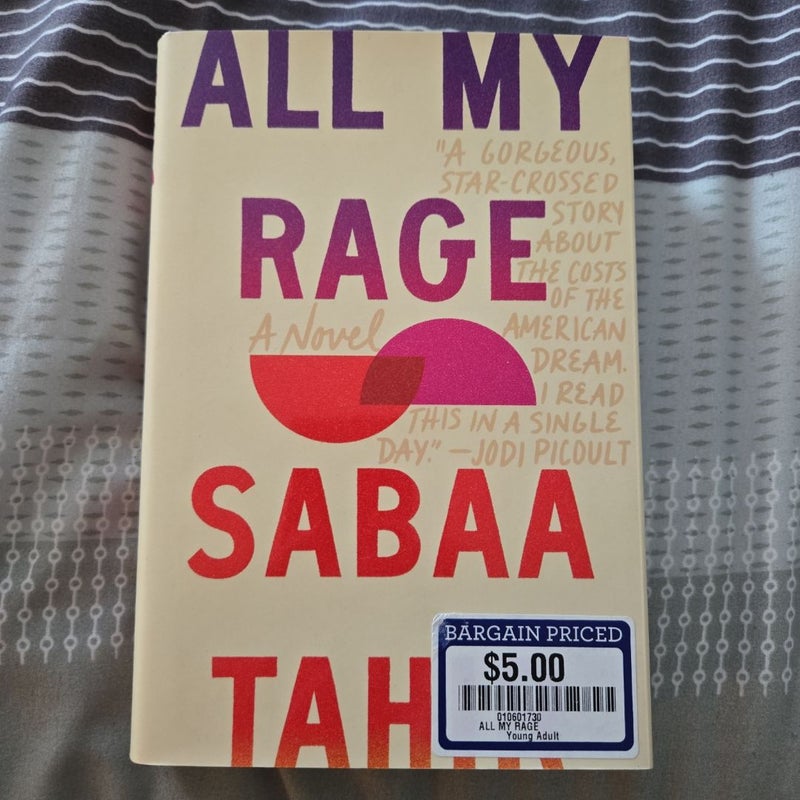 ALL MY
"A GORGEOUS,
STAR-CROSSED
RAGE
STORY
ABOUT
THE COSTS
OF THE
A Novel
AMERICAN
DREAM.
I READ
THIS IN A SINGLE
DAY." —JODI PICOULT
SABAA
TAHIR
BARGAIN PRICED
$5.00
010601730
ALL MY RAGE
Young Adult